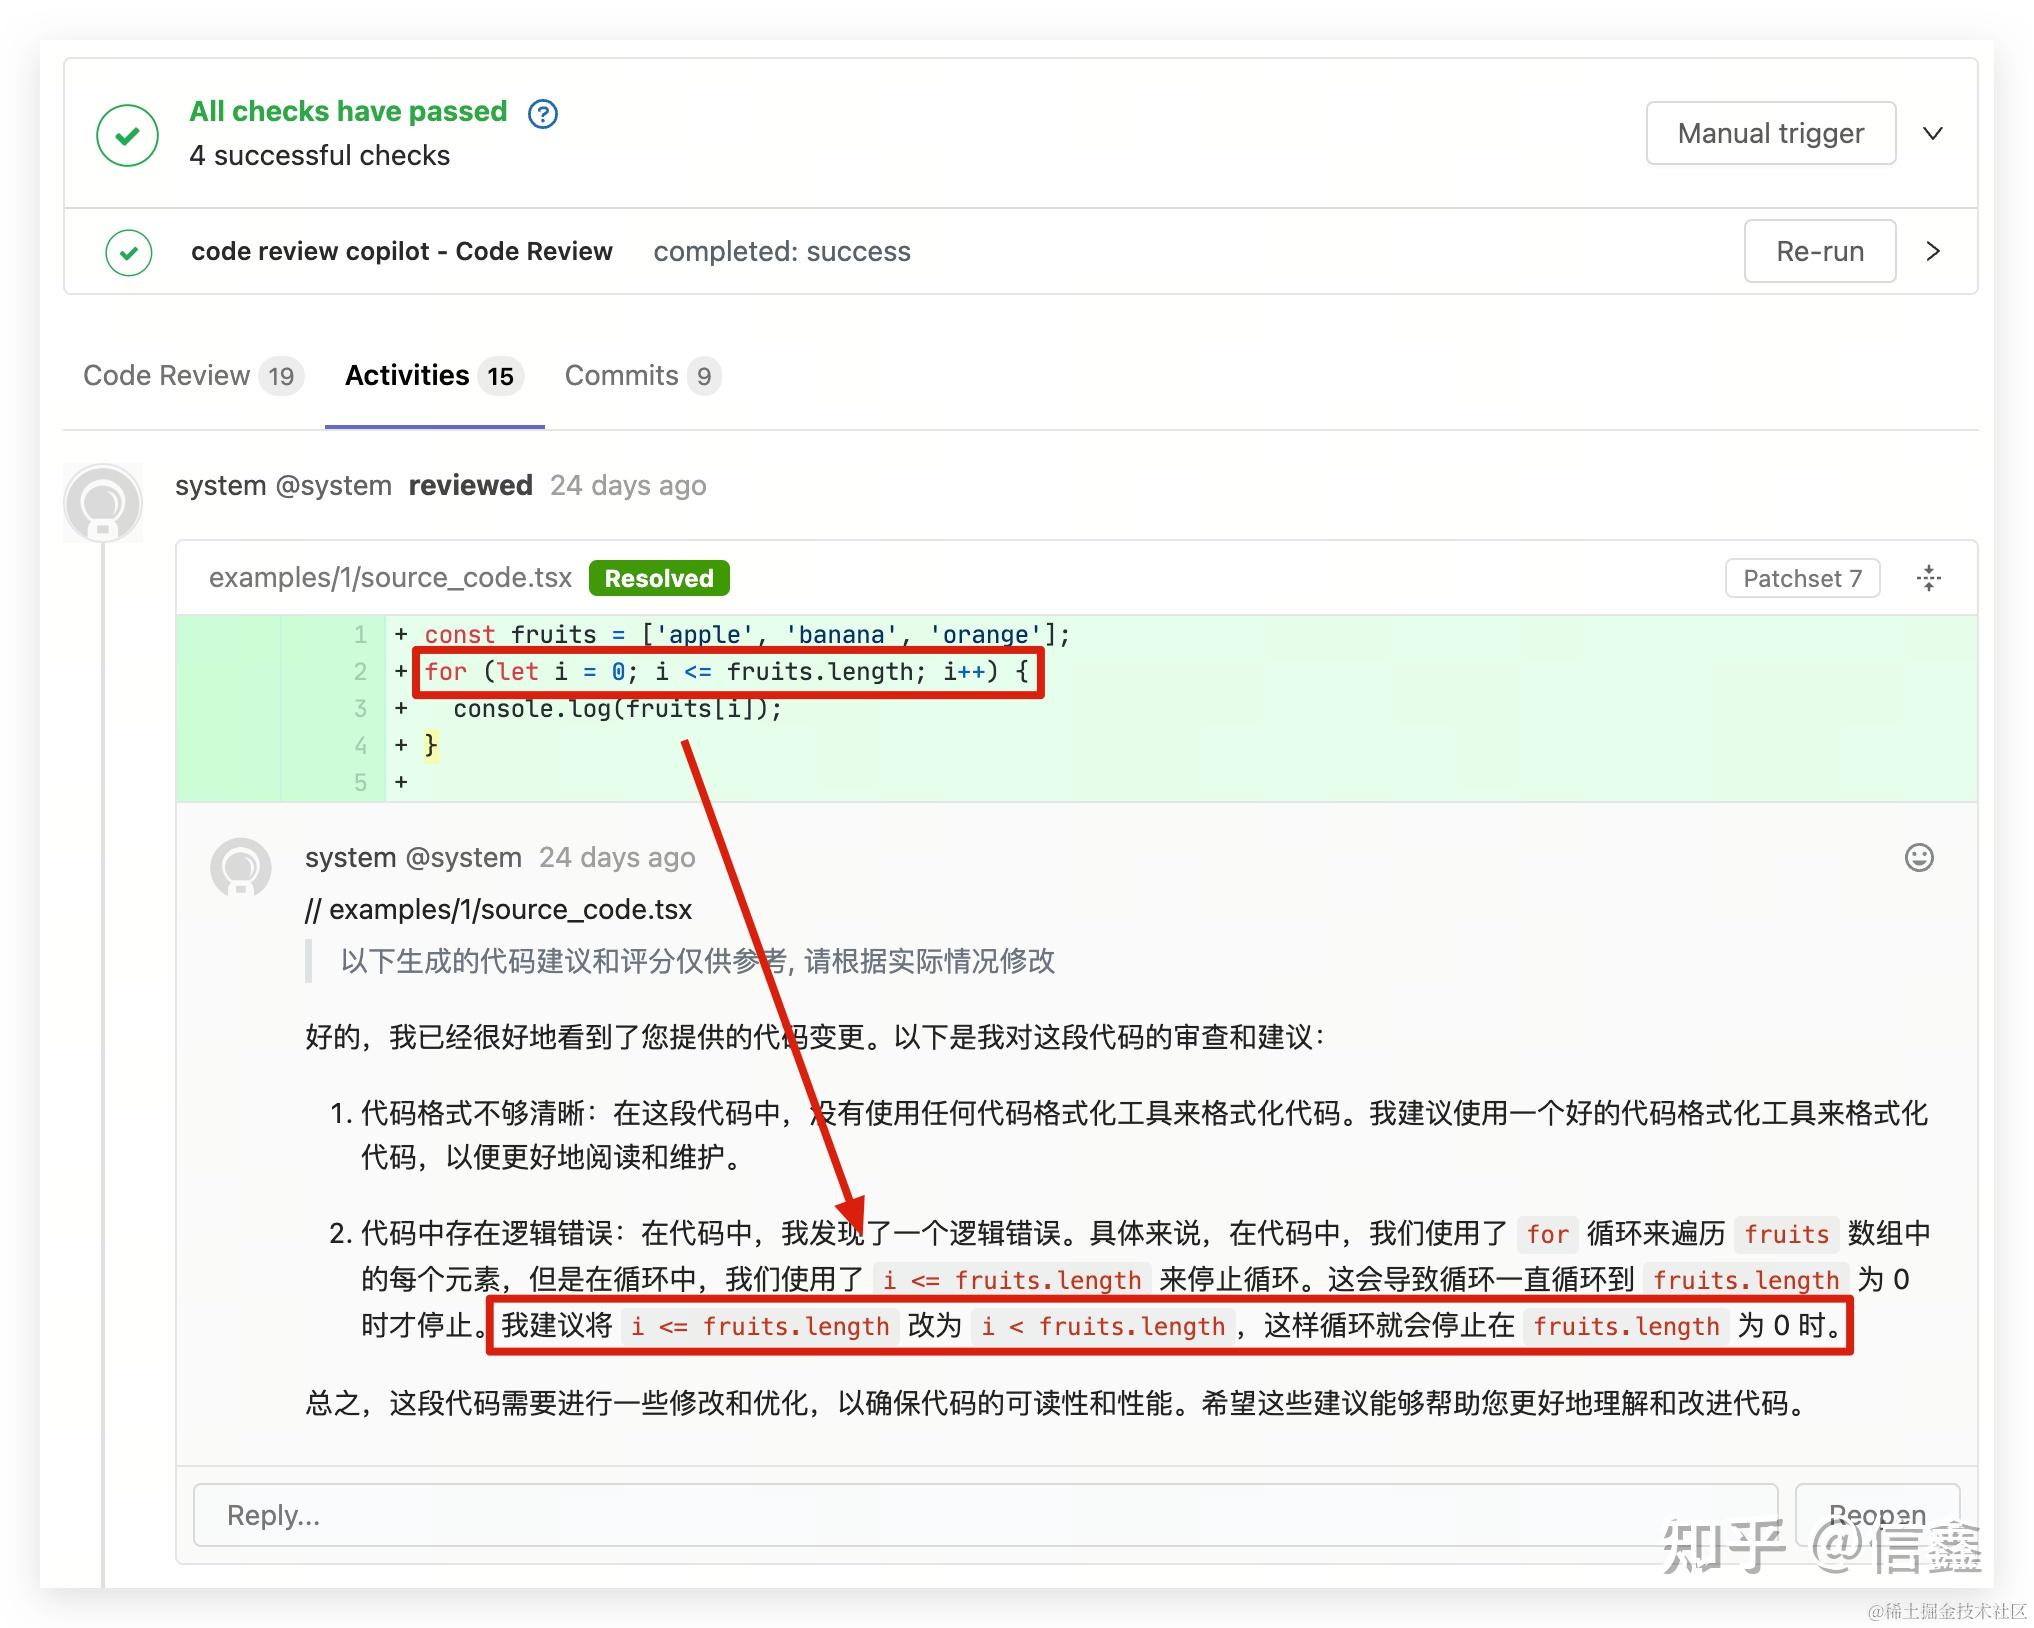 All checks have passed ?
4 successful checks
Manual trigger
code review copilot - Code Review completed: success
Re-run
Code Review 19 Activities 15 Commits 9
system @system reviewed 24 days ago
examples/1/source_code.tsx Resolved
Patchset 7
1 + const fruits = ['apple', 'banana', 'orange'];
2 + for (let i = 0; i <= fruits.length; i++) {
3 + console.log(fruits[i]);
4 + }
5 +
system @system 24 days ago
// examples/1/source_code.tsx
以下生成的代码建议和评分仅供参考, 请根据实际情况修改
好的，我已经很好地看到了您提供的代码变更。以下是我对这段代码的审查和建议：
1. 代码格式不够清晰：在这段代码中，没有使用任何代码格式化工具来格式化代码。我建议使用一个好的代码格式化工具来格式化
代码，以便更好地阅读和维护。
2. 代码中存在逻辑错误：在代码中，我发现了一个逻辑错误。具体来说，在代码中，我们使用了 for 循环来遍历 fruits 数组中
的每个元素，但是在循环中，我们使用了 i <= fruits.length 来停止循环。这会导致循环一直循环到 fruits.length 为 0
时才停止。我建议将 i <= fruits.length 改为 i < fruits.length ，这样循环就会停止在 fruits.length 为 0 时。
总之，这段代码需要进行一些修改和优化，以确保代码的可读性和性能。希望这些建议能够帮助您更好地理解和改进代码。
Reply...
Reopen
知乎 @信鑫
@稀土掘金技术社区